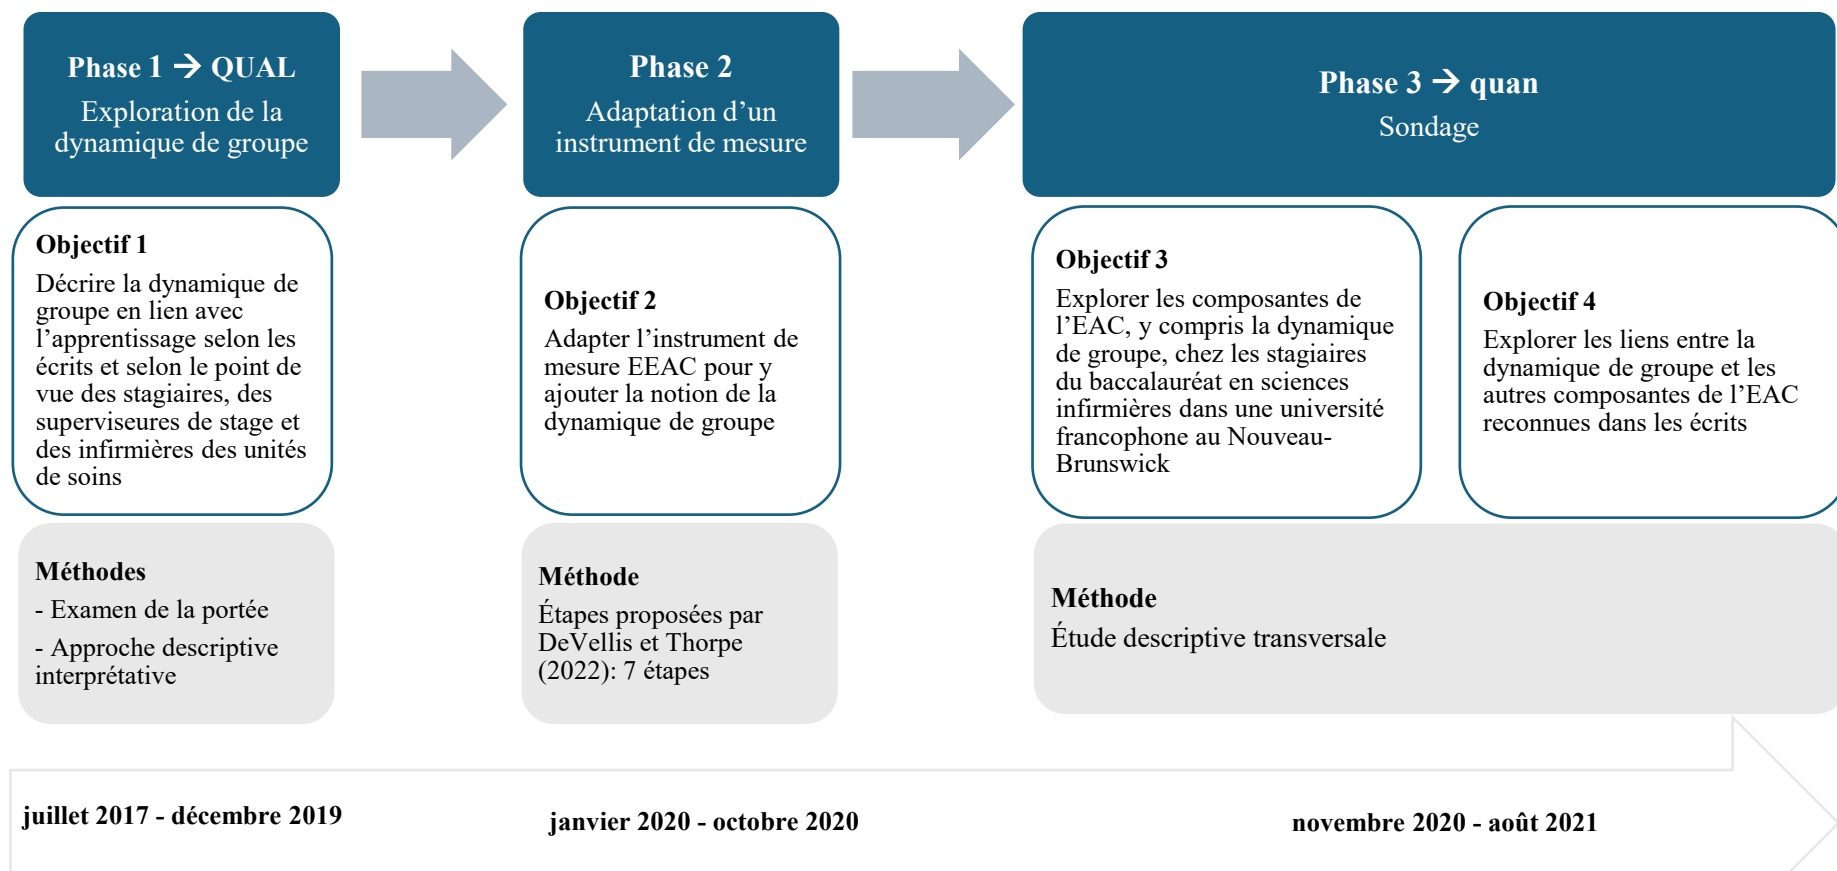 Phase 1 → QUAL
Exploration de la
dynamique de groupe
Phase 2
Adaptation d’un
instrument de mesure
Phase 3 → quan
Sondage
Objectif 1
Décrire la dynamique de
groupe en lien avec
l’apprentissage selon les
écrits et selon le point de
vue des stagiaires, des
superviseures de stage et
des infirmières des unités
de soins
Objectif 2
Adapter l’instrument de
mesure EEAC pour y
ajouter la notion de la
dynamique de groupe
Objectif 3
Explorer les composantes de
l’EAC, y compris la dynamique
de groupe, chez les stagiaires
du baccalauréat en sciences
infirmières dans une université
francophone au Nouveau-
Brunswick
Objectif 4
Explorer les liens entre la
dynamique de groupe et les
autres composantes de l’EAC
reconnues dans les écrits
Méthodes
- Examen de la portée
- Approche descriptive
interprétative
Méthode
Étapes proposées par
DeVellis et Thorpe
(2022): 7 étapes
Méthode
Étude descriptive transversale
juillet 2017 - décembre 2019
janvier 2020 - octobre 2020
novembre 2020 - août 2021